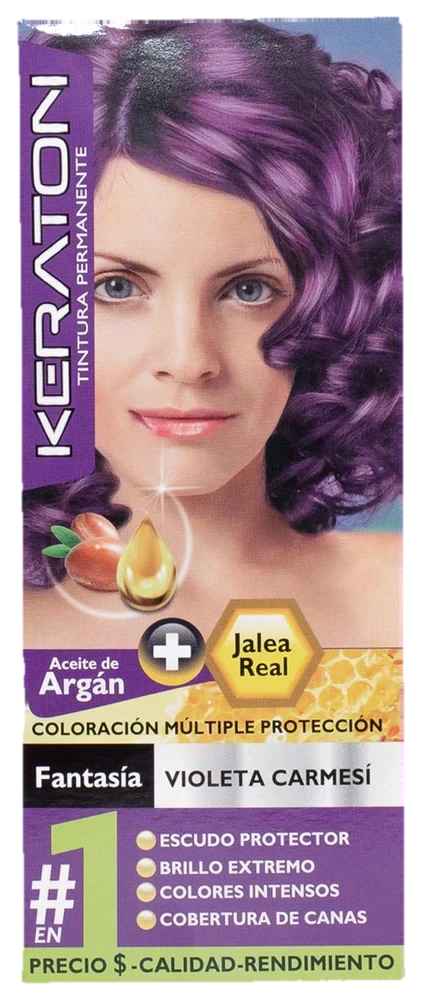 KERATON
TINTURA PERMANENTE
Aceite de
Argán
+
Jalea
Real
COLORACIÓN MÚLTIPLE PROTECCIÓN
Fantasía
VIOLETA CARMESÍ
#1
EN
ESCUDO PROTECTOR
BRILLO EXTREMO
COLORES INTENSOS
COBERTURA DE CANAS
PRECIO $-CALIDAD-RENDIMIENTO